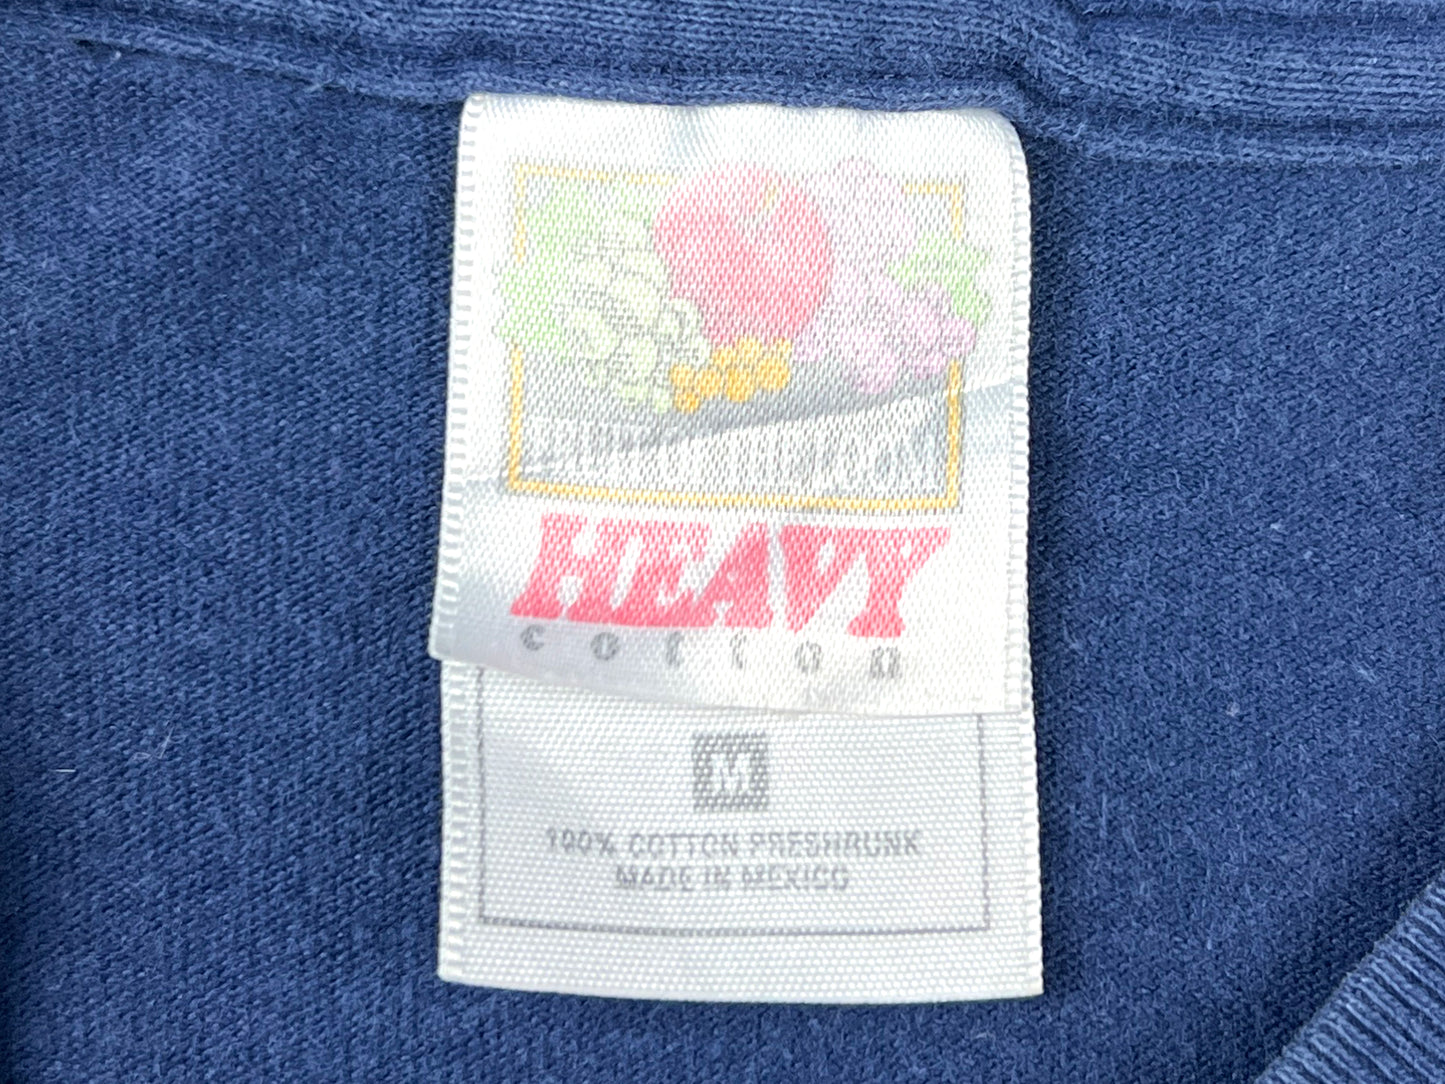 HEAVY
cotton
M
100% COTTON PRESHRUNK
MADE IN MEXICO